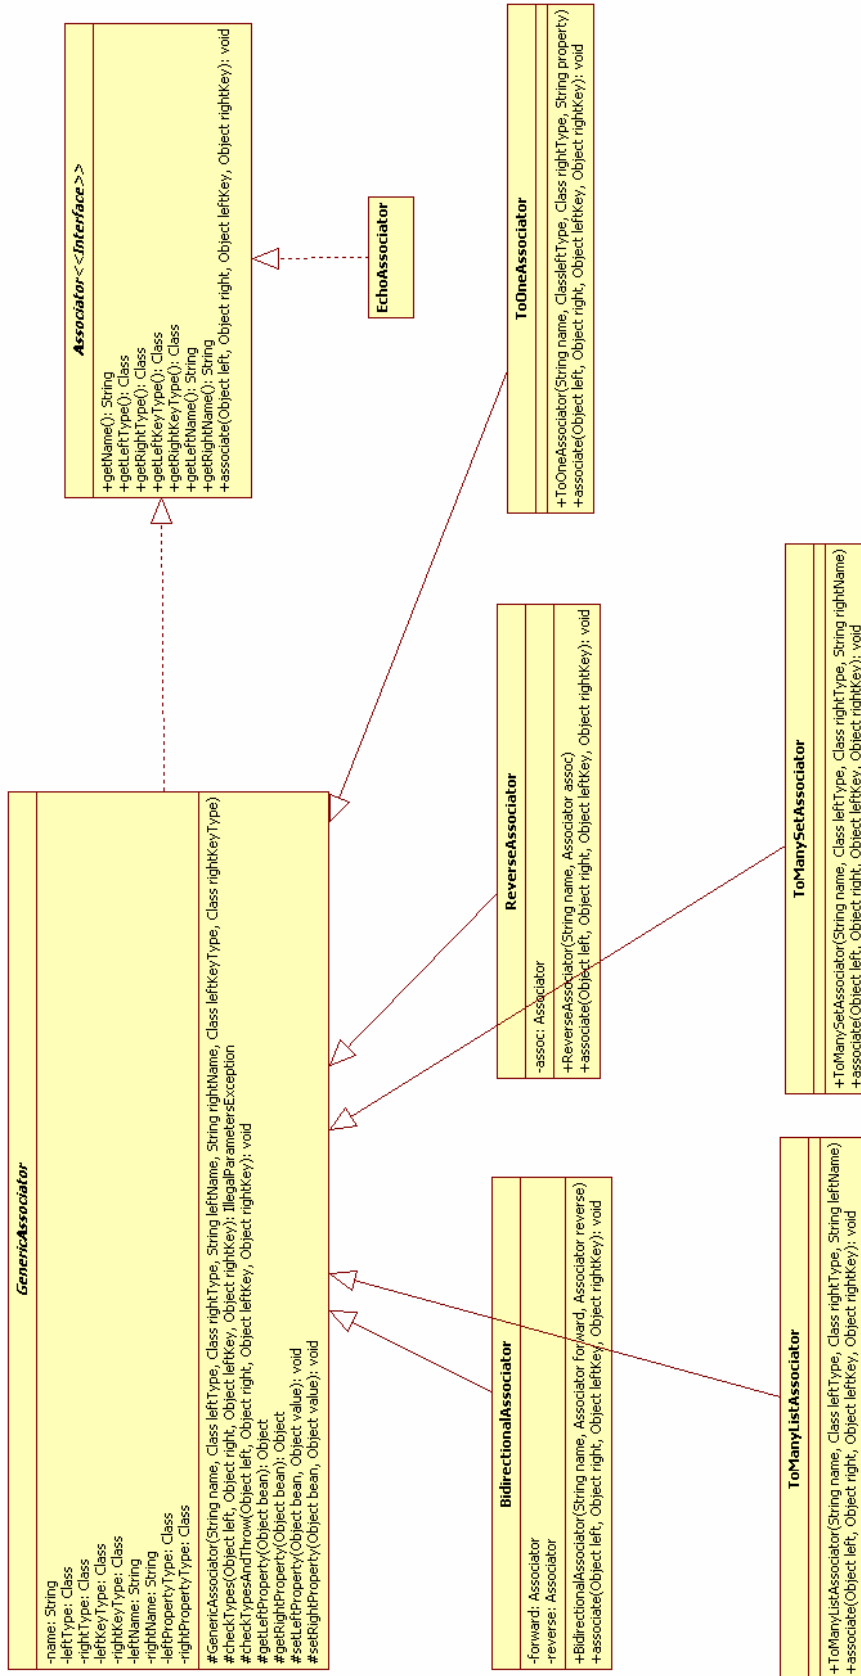 GenericAssociator
-name: String
-leftType: Class
-rightType: Class
-leftKeyType: Class
-rightKeyType: Class
-leftName: String
-rightName: String
-leftPropertyType: Class
-rightPropertyType: Class
#GenericAssociator(String name, Class leftType, Class rightType, String leftName, String rightName, Class leftKeyType, Class rightKeyType)
#checkTypes(Object left, Object right, Object leftKey, Object rightKey): IllegalParametersException
#checkTypesAndThrow(Object left, Object right, Object leftKey, Object rightKey): void
#getLeftProperty(Object bean): Object
#getRightProperty(Object bean): Object
#setLeftProperty(Object bean, Object value): void
#setRightProperty(Object bean, Object value): void
Associator<<Interface>>
+getName(): String
+getLeftType(): Class
+getRightType(): Class
+getLeftKeyType(): Class
+getRightKeyType(): Class
+getLeftName(): String
+getRightName(): String
+associate(Object left, Object right, Object leftKey, Object rightKey): void
EchoAssociator
BidirectionalAssociator
-forward: Associator
-reverse: Associator
+BidirectionalAssociator(String name, Associator forward, Associator reverse)
+associate(Object left, Object right, Object leftKey, Object rightKey): void
ReverseAssociator
-assoc: Associator
+ReverseAssociator(String name, Associator assoc)
+associate(Object left, Object right, Object leftKey, Object rightKey): void
ToOneAssociator
+ToOneAssociator(String name, ClassleftType, Class rightType, String property)
+associate(Object left, Object right, Object leftKey, Object rightKey): void
ToManyListAssociator
+ToManyListAssociator(String name, Class leftType, Class rightType, String leftName)
+associate(Object left, Object right, Object leftKey, Object rightKey): void
ToManySetAssociator
+ToManySetAssociator(String name, Class leftType, Class rightType, String rightName)
+associate(Object left, Object right, Object leftKey, Object rightKey): void